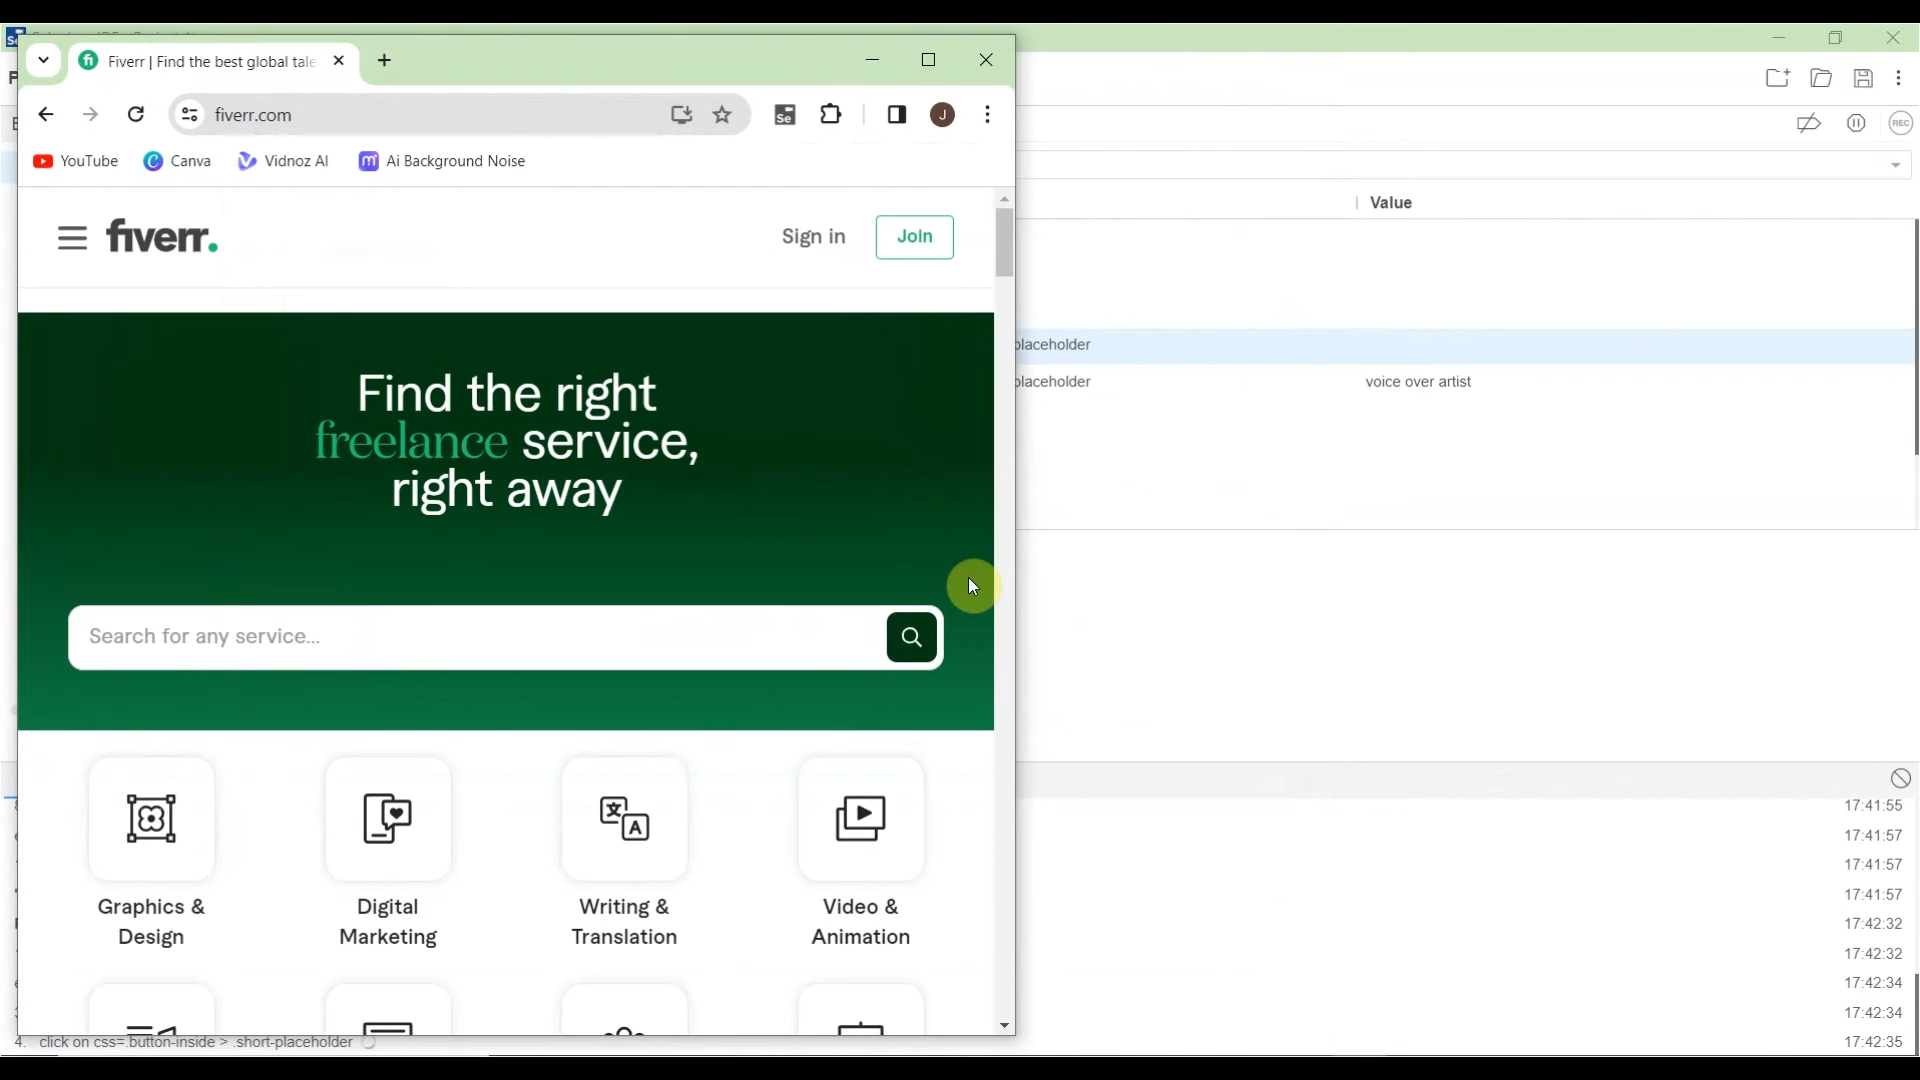 Fiverr | Find the best global tale
fiverr.com
Se
J
YouTube
Canva
Vidnoz AI
Ai Background Noise
fiverr.
Sign in
Join
Find the right
freelance service,
right away
Search for any service...
Graphics &
Design
Digital
Marketing
Writing &
Translation
Video &
Animation
REC
Value
placeholder
placeholder voice over artist
17:41:55
17:41:57
17:41:57
17:41:57
17:42:32
17:42:32
17:42:34
17:42:34
4. click on css=.button-inside > .short-placeholder 17:42:35